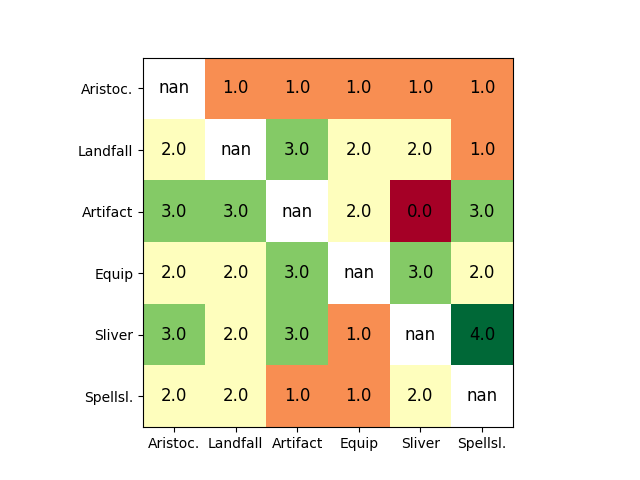 Aristoc. nan 1.0 1.0 1.0 1.0 1.0
Landfall 2.0 nan 3.0 2.0 2.0 1.0
Artifact 3.0 3.0 nan 2.0 0.0 3.0
Equip 2.0 2.0 3.0 nan 3.0 2.0
Sliver 3.0 2.0 3.0 1.0 nan 4.0
Spellsl. 2.0 2.0 1.0 1.0 2.0 nan
Aristoc. Landfall Artifact Equip Sliver Spellsl.